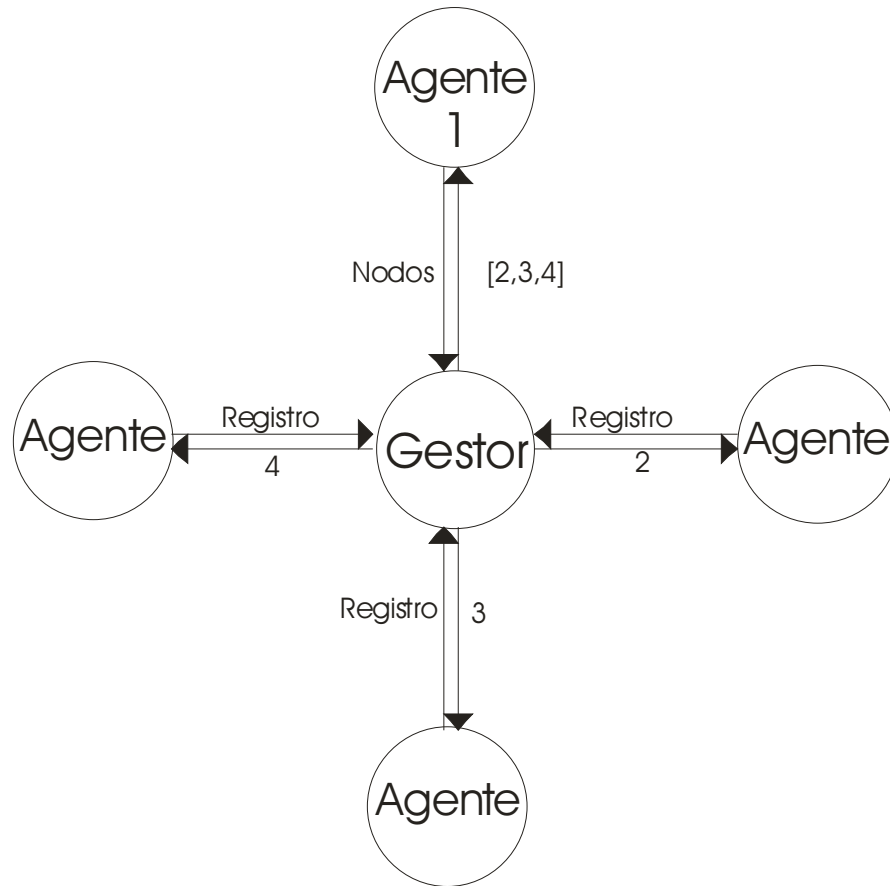 Agente
1
Nodos
[2,3,4]
Agente
Registro
4
Gestor
Registro
2
Agente
Registro
3
Agente